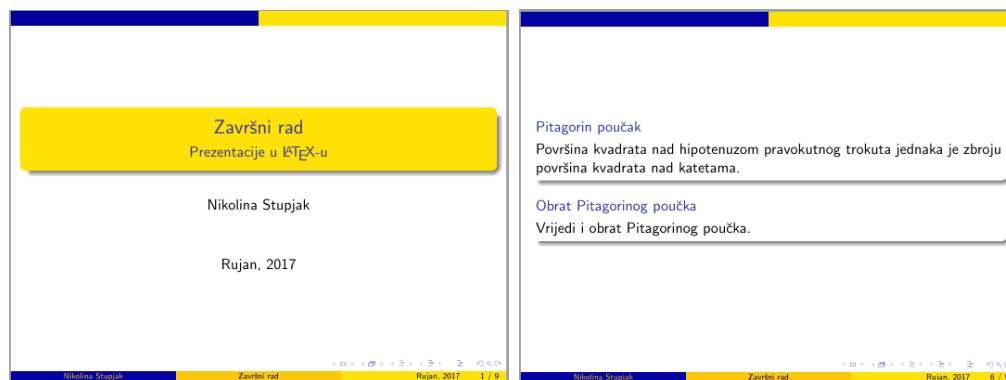 Završni rad
Prezentacije u LATEX-u
Nikolina Stupjak
Rujan, 2017
Nikolina Stupjak Završni rad Rujan, 2017 1 / 9
Pitagorin poučak
Površina kvadrata nad hipotenuzom pravokutnog trokuta jednaka je zbroju
površina kvadrata nad katetama.
Obrat Pitagorinog poučka
Vrijedi i obrat Pitagorinog poučka.
Nikolina Stupjak Završni rad Rujan, 2017 6 /